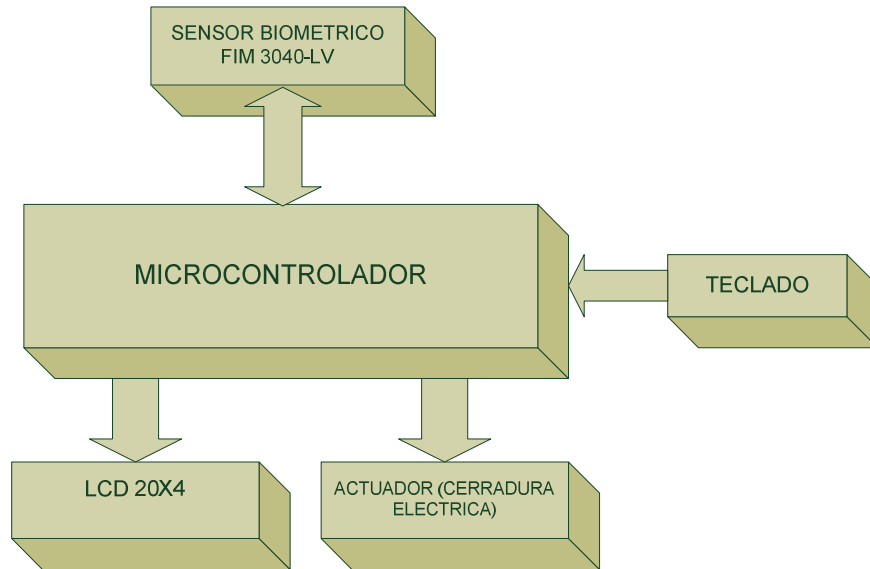 SENSOR BIOMETRICO
FIM 3040-LV
MICROCONTROLADOR
TECLADO
LCD 20X4
ACTUADOR (CERRADURA
ELECTRICA)